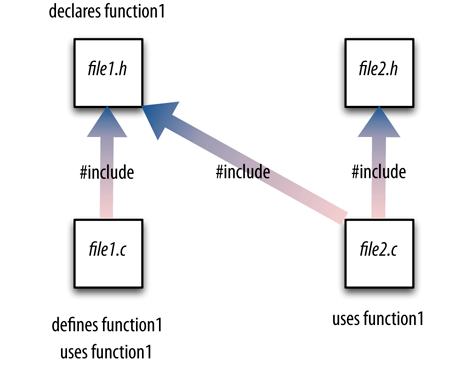 declares function1
file1.h
file2.h
#include
#include
#include
file1.c
file2.c
defines function1
uses function1
uses function1